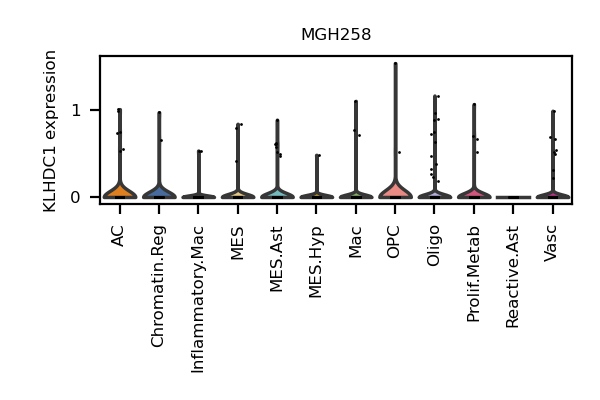 MGH258
KLHDC1 expression
1
0
AC
Chromatin.Reg
Inflammatory.Mac
MES
MES.Ast
MES.Hyp
Mac
OPC
Oligo
Prolif.Metab
Reactive.Ast
Vasc